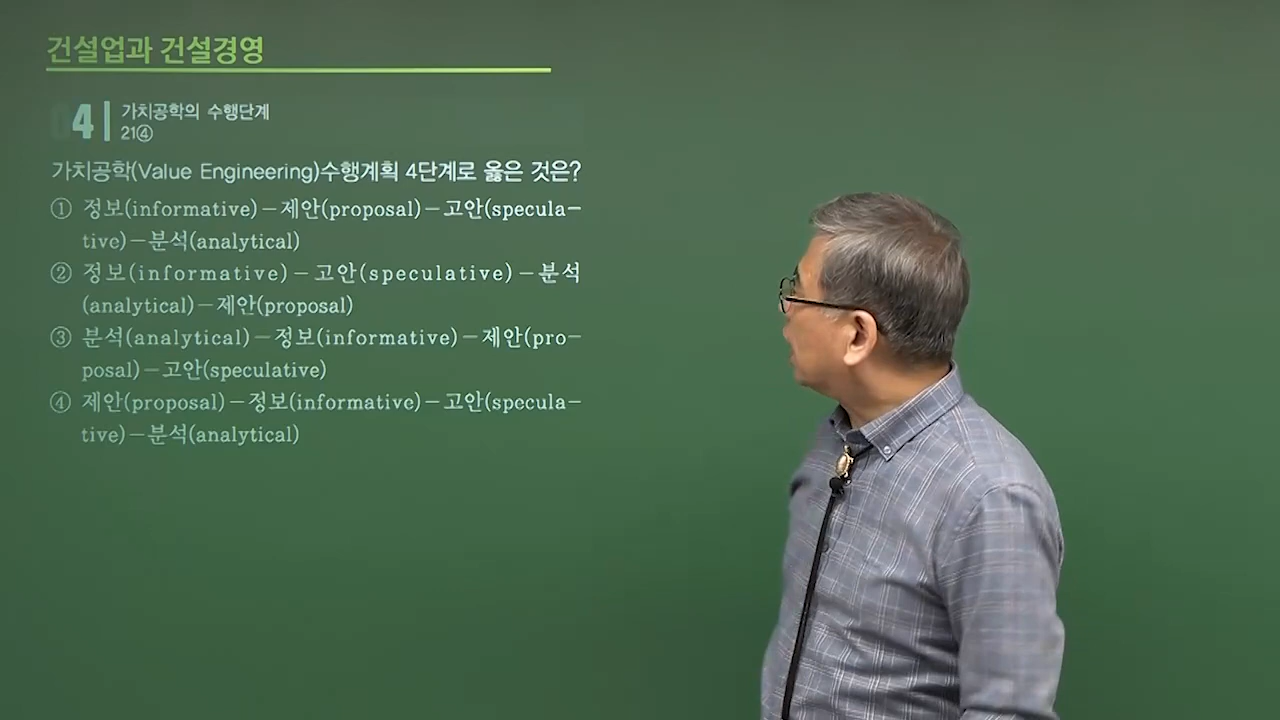 건설업과 건설경영
04 가치공학의 수행단계
21④
가치공학(Value Engineering)수행계획 4단계로 옳은 것은?
① 정보(informative)－제안(proposal)－고안(specula－
tive)－분석(analytical)
② 정보(informative)－고안(speculative)－분석
(analytical)－제안(proposal)
③ 분석(analytical)－정보(informative)－제안(pro－
posal)－고안(speculative)
④ 제안(proposal)－정보(informative)－고안(specula－
tive)－분석(analytical)